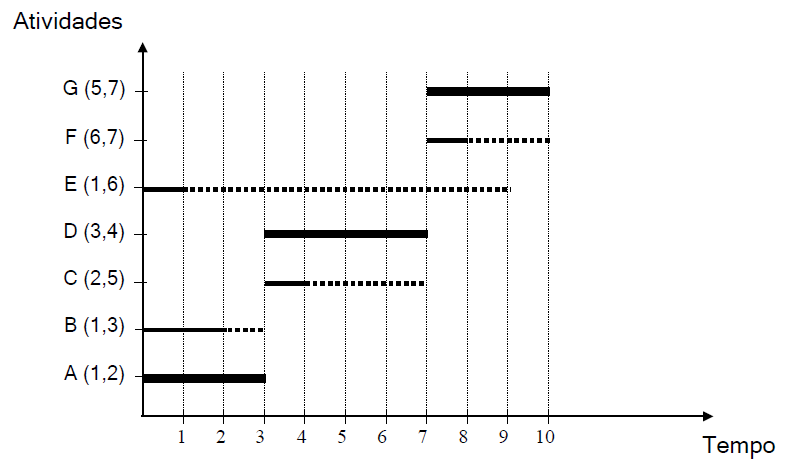 Atividades
G (5,7)
F (6,7)
E (1,6)
D (3,4)
C (2,5)
B (1,3)
A (1,2)
1 2 3 4 5 6 7 8 9 10
Tempo